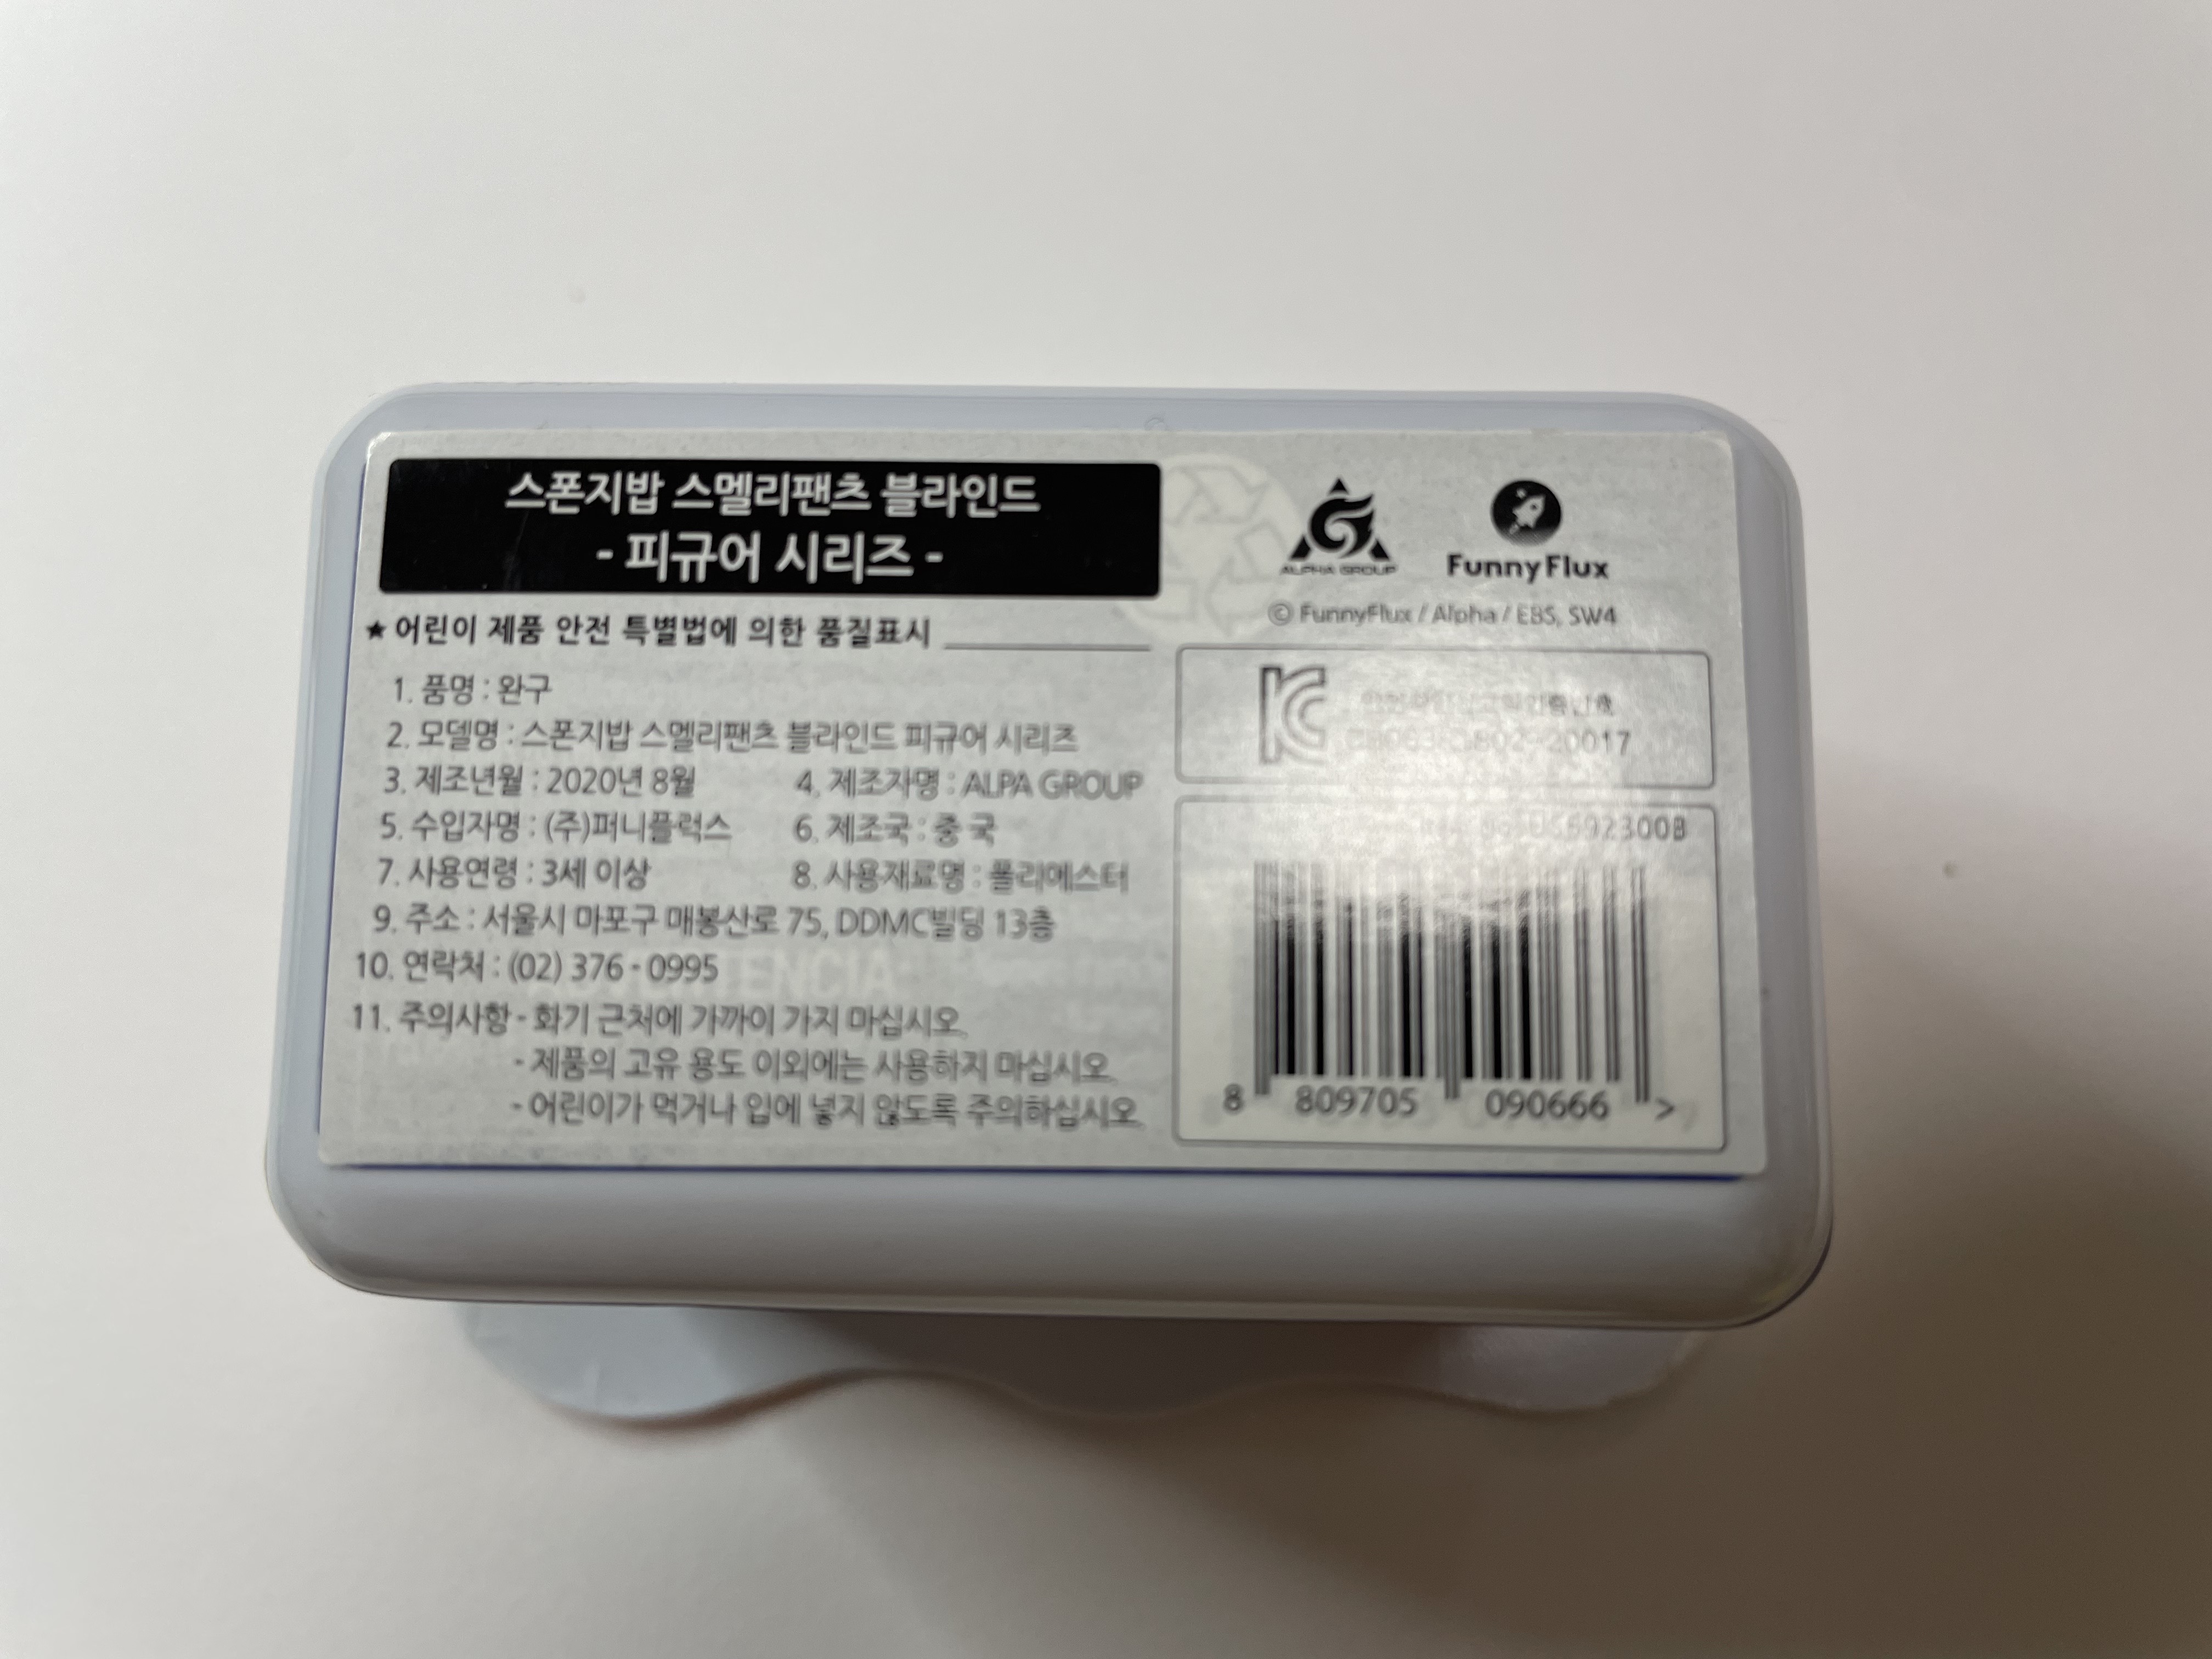 스폰지밥 스멜리팬츠 블라인드
- 피규어 시리즈 -
★ 어린이 제품 안전 특별법에 의한 품질표시
1. 품명 : 완구
2. 모델명 : 스폰지밥 스멜리팬츠 블라인드 피규어 시리즈
3. 제조년월 : 2020년 8월 4. 제조자명 : ALPA GROUP
5. 수입자명 : (주)퍼니플럭스 6. 제조국 : 중 국
7. 사용연령 : 3세 이상 8. 사용재료명 : 폴리에스터
9. 주소 : 서울시 마포구 매봉산로 75, DDMC빌딩 13층
10. 연락처 : (02) 376 - 0995
11. 주의사항 - 화기 근처에 가까이 가지 마십시오.
- 제품의 고유 용도 이외에는 사용하지 마십시오.
- 어린이가 먹거나 입에 넣지 않도록 주의하십시오.
ALPHA GROUP
FunnyFlux
© FunnyFlux / Alpha / EBS, SW4
8 809705 090666 >